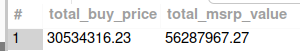 # total_buy_price total_msrp_value
1 30534316.23 56287967.27